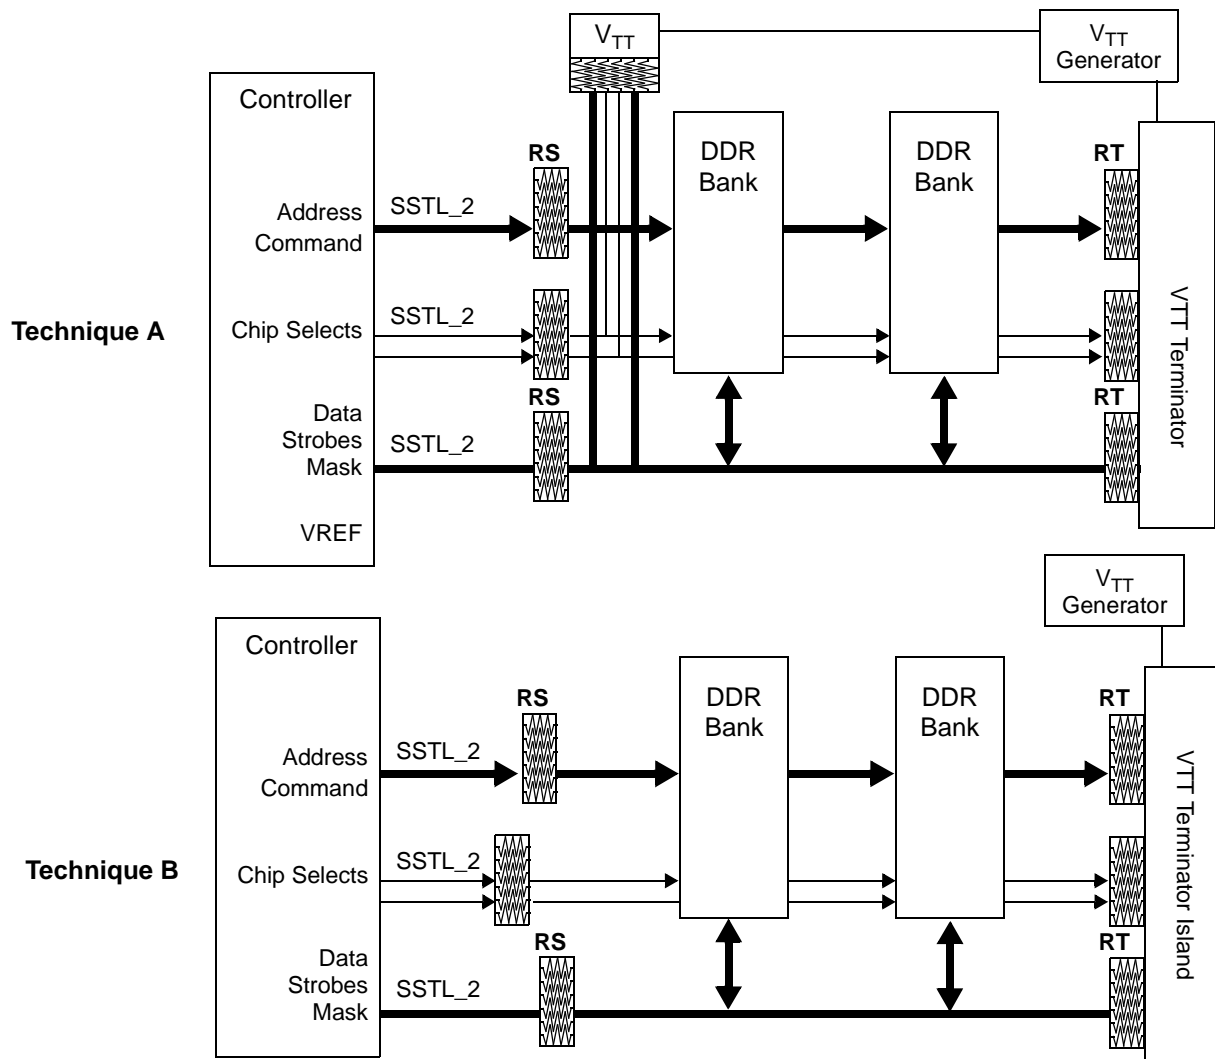 V_TT
V_TT
Generator
Controller
DDR
Bank
DDR
Bank
RS
RT
Address
Command
SSTL_2
Technique A
Chip Selects
SSTL_2
VTT Terminator
RS
RT
Data
Strobes
Mask
SSTL_2
VREF
V_TT
Generator
Controller
DDR
Bank
DDR
Bank
RS
RT
Address
Command
SSTL_2
Technique B
Chip Selects
SSTL_2
VTT Terminator Island
RS
RT
Data
Strobes
Mask
SSTL_2